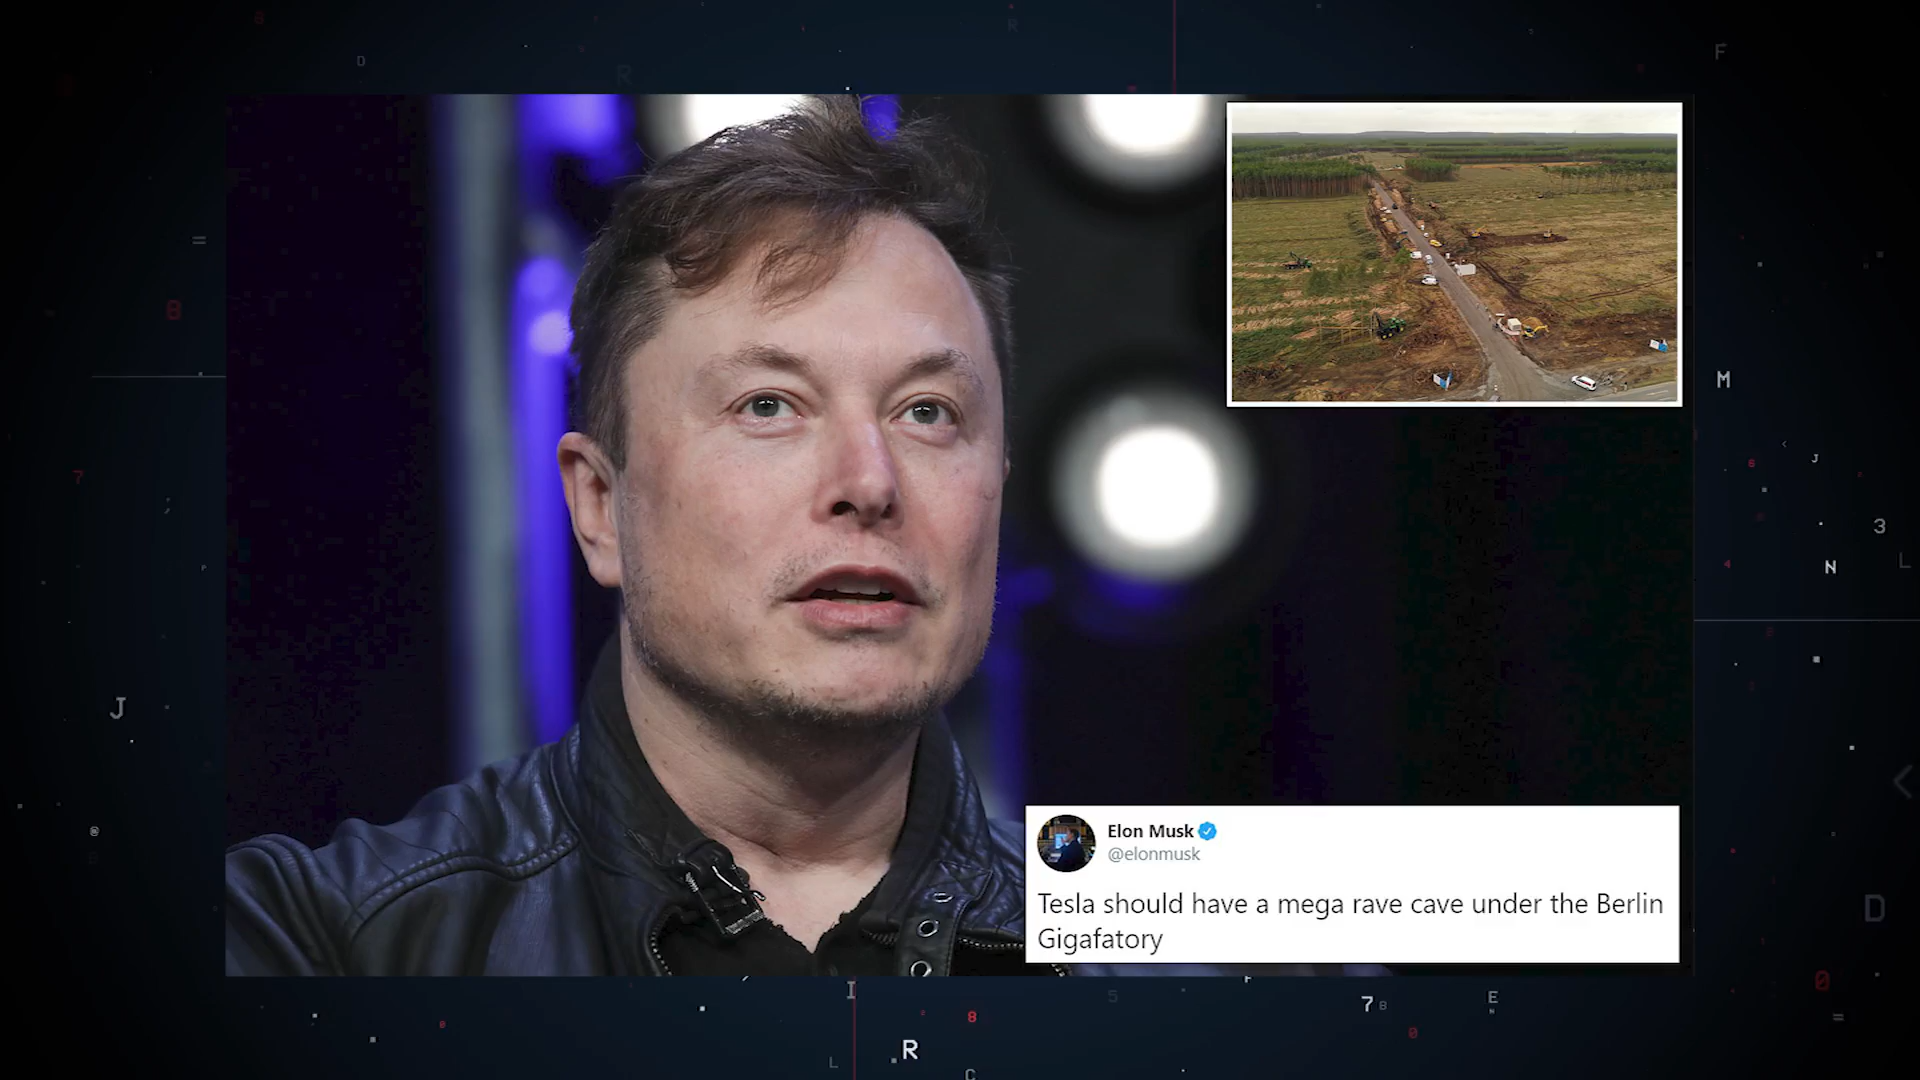 Elon Musk
@elonmusk
Tesla should have a mega rave cave under the Berlin
Gigafatory